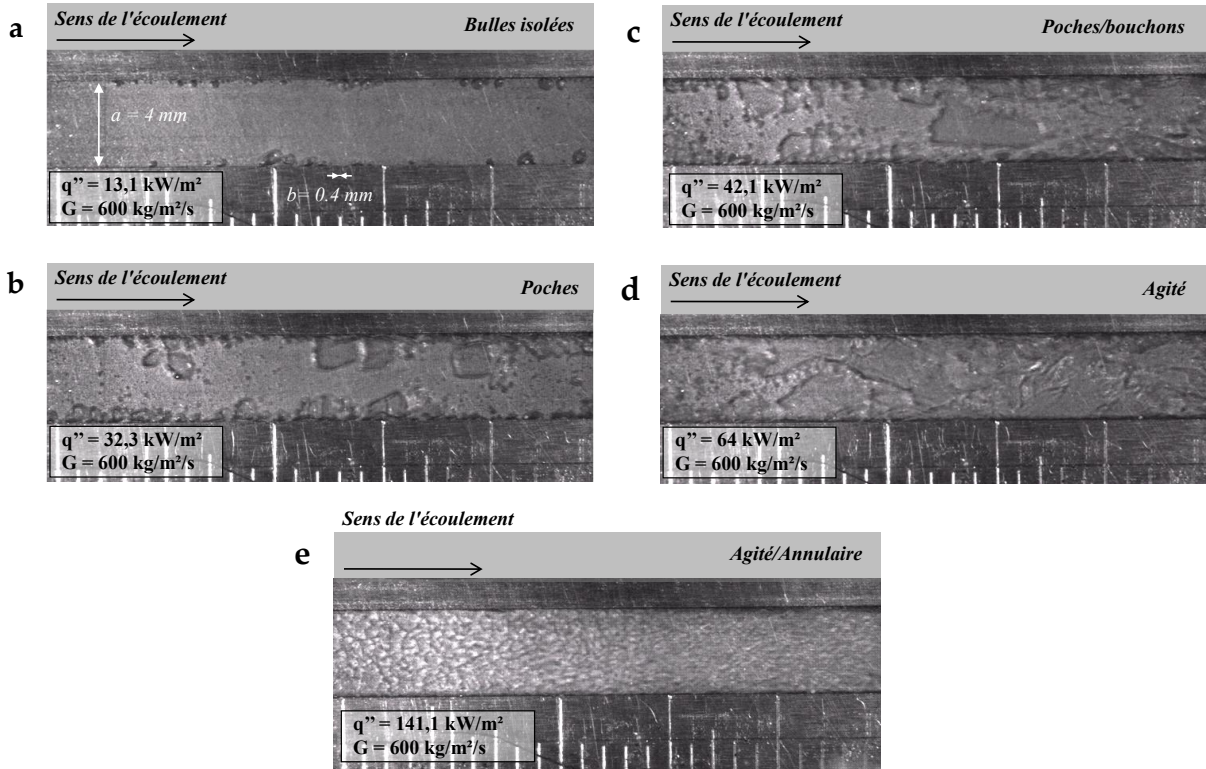 a
Sens de l'écoulement
Bulles isolées
a = 4 mm
b= 0.4 mm
q’’ = 13,1 kW/m²
G = 600 kg/m²/s
b
Sens de l'écoulement
Poches
q’’ = 32,3 kW/m²
G = 600 kg/m²/s
c
Sens de l'écoulement
Poches/bouchons
q’’ = 42,1 kW/m²
G = 600 kg/m²/s
d
Sens de l'écoulement
Agité
q’’ = 64 kW/m²
G = 600 kg/m²/s
e
Sens de l'écoulement
Agité/Annulaire
q’’ = 141,1 kW/m²
G = 600 kg/m²/s